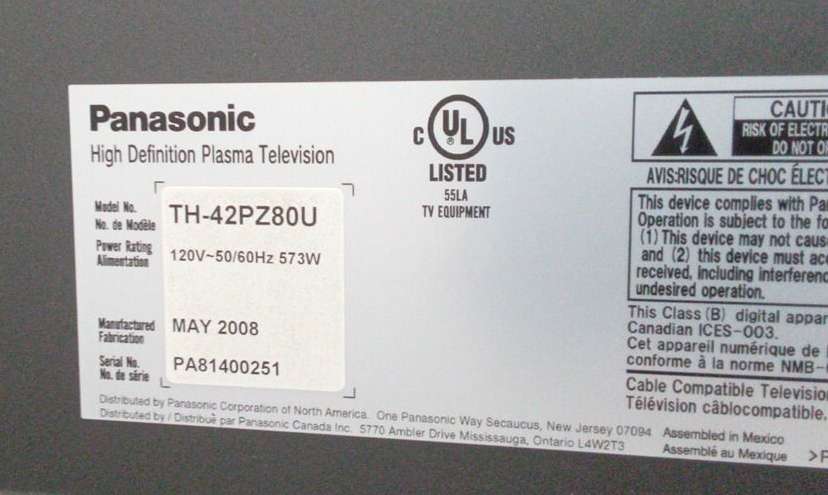 Panasonic
High Definition Plasma Television
Model No.
No. de Modèle
TH-42PZ80U
Power Rating
Alimentation
120V~50/60Hz 573W
Manufactured
Fabrication
MAY 2008
Serial No.
No. de série
PA81400251
C UL US
®
LISTED
55LA
TV EQUIPMENT
CAUTI
RISK OF ELECTR
DO NOT O
AVIS:RISQUE DE CHOC ÉLECT
This device complies with Pa
Operation is subject to the fo
(1) This device may not caus
and (2) this device must acc
received, including interferenc
undesired operation.
This Class (B) digital appar
Canadian ICES-003.
Cet appareil numérique de
conforme à la norme NMB-
Cable Compatible Televisio
Télévision câblocompatible.
Distributed by Panasonic Corporation of North America. One Panasonic Way Secaucus, New Jersey 07094
Distributed by / Distribué par Panasonic Canada Inc. 5770 Ambler Drive Mississauga, Ontario L4W2T3
Assembled in Mexico
Assemblé au Mexique >P